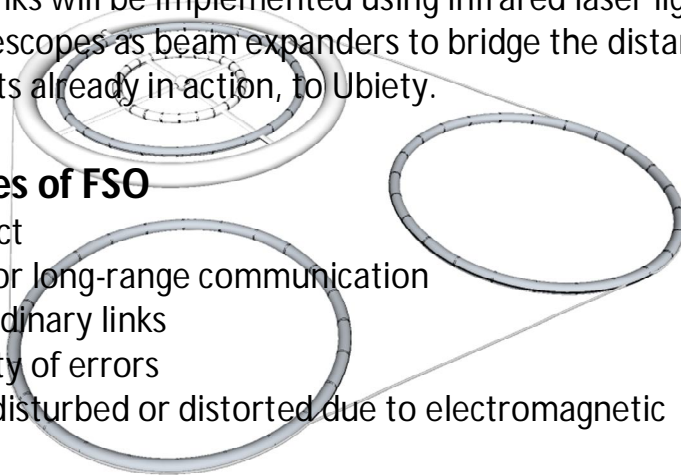 nks will be implemented using infrared laser lig
escopes as beam expanders to bridge the distan
ts already in action, to Ubiety.
es of FSO
ct
or long-range communication
dinary links
ty of errors
disturbed or distorted due to electromagnetic